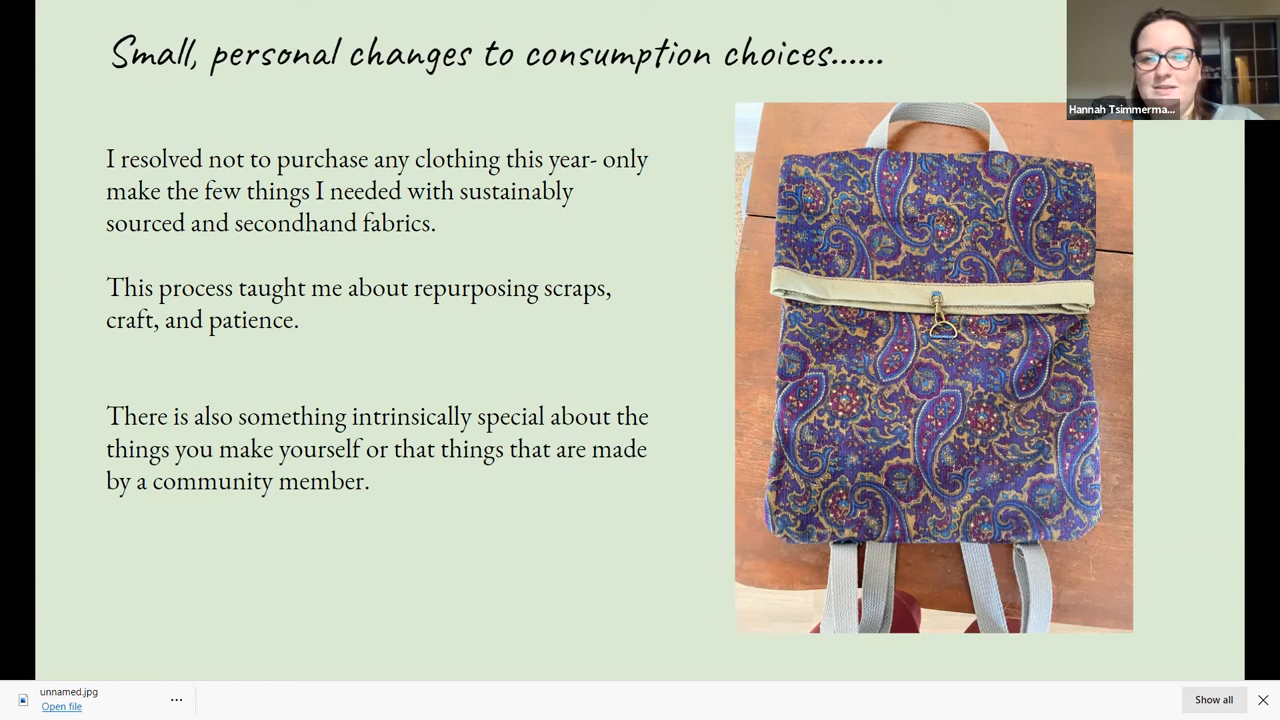 Small, personal changes to consumption choices......
Hannah Tsimmerma...
I resolved not to purchase any clothing this year- only
make the few things I needed with sustainably
sourced and secondhand fabrics.
This process taught me about repurposing scraps,
craft, and patience.
There is also something intrinsically special about the
things you make yourself or that things that are made
by a community member.
unnamed.jpg
Open file
...
Show all